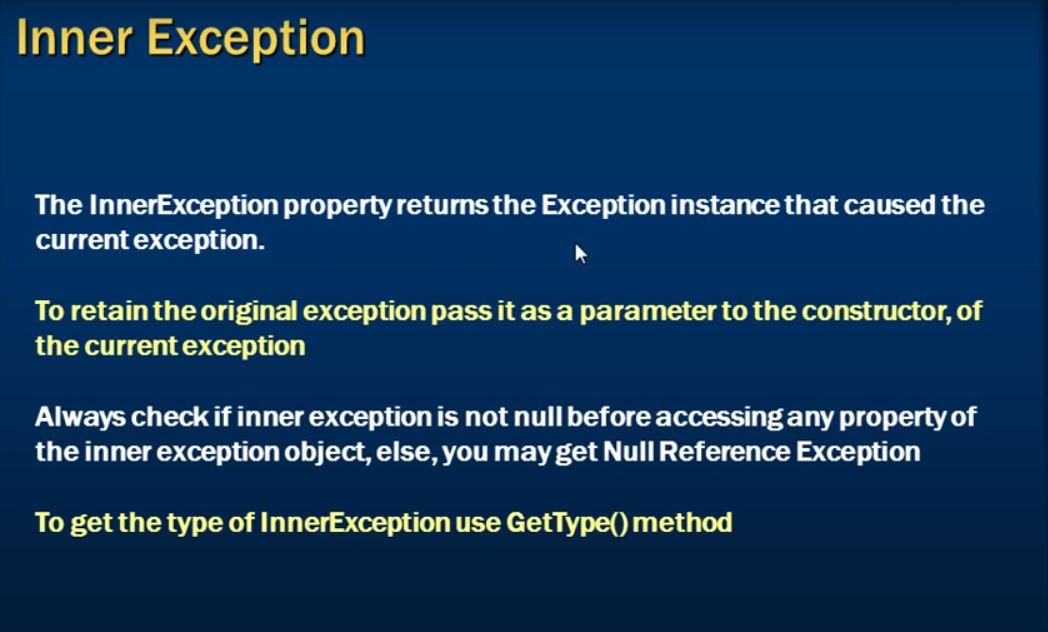 Inner Exception
The InnerException property returns the Exception instance that caused the
current exception.
To retain the original exception pass it as a parameter to the constructor, of
the current exception
Always check if inner exception is not null before accessing any property of
the inner exception object, else, you may get Null Reference Exception
To get the type of InnerException use GetType() method